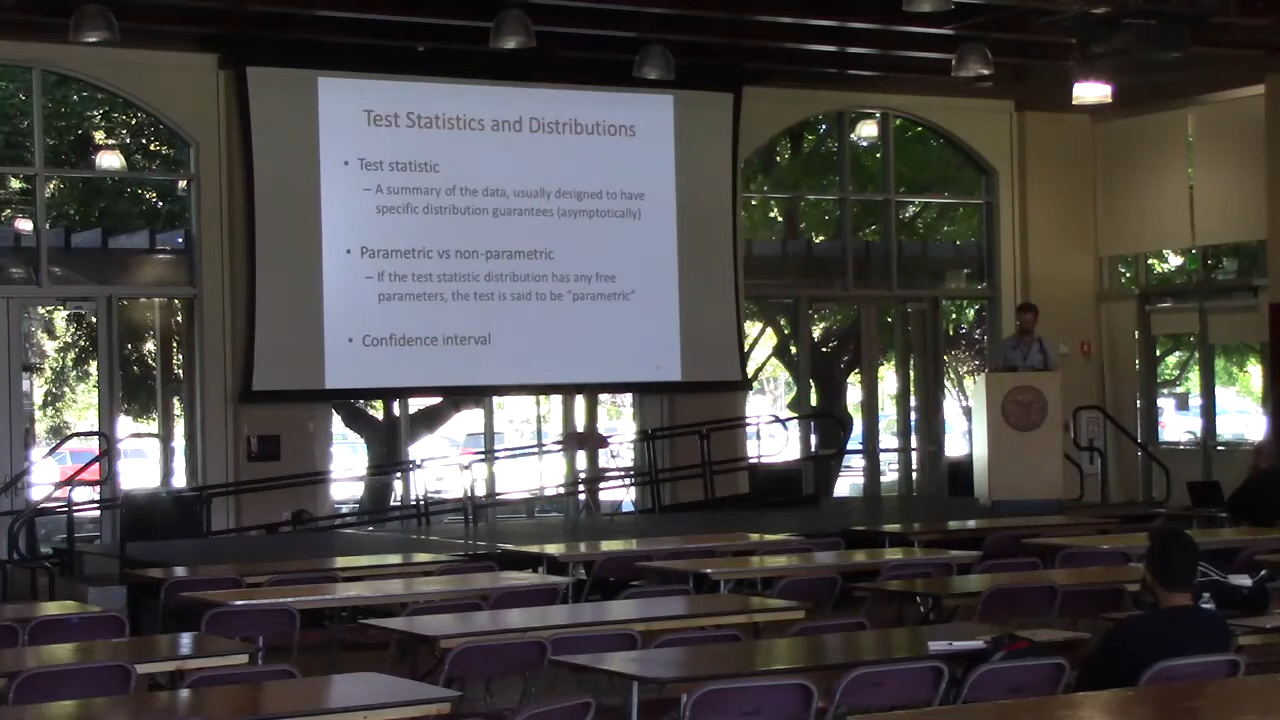 Test Statistics and Distributions
• Test statistic
– A summary of the data, usually designed to have
specific distribution guarantees (asymptotically)
• Parametric vs non-parametric
– If the test statistic distribution has any free
parameters, the test is said to be “parametric”
• Confidence interval